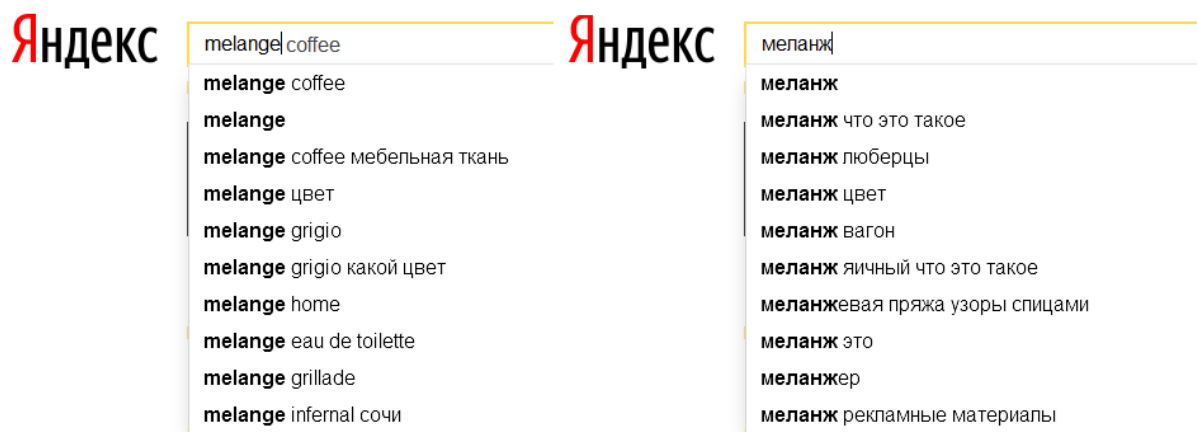 Яндекс
melange coffee
melange coffee
melange
melange coffee мебельная ткань
melange цвет
melange grigio
melange grigio какой цвет
melange home
melange eau de toilette
melange grillade
melange infernal сочи
Яндекс
меланж
меланж
меланж что это такое
меланж люберцы
меланж цвет
меланж вагон
меланж яичный что это такое
меланжевая пряжа узоры спицами
меланж это
меланжер
меланж рекламные материалы